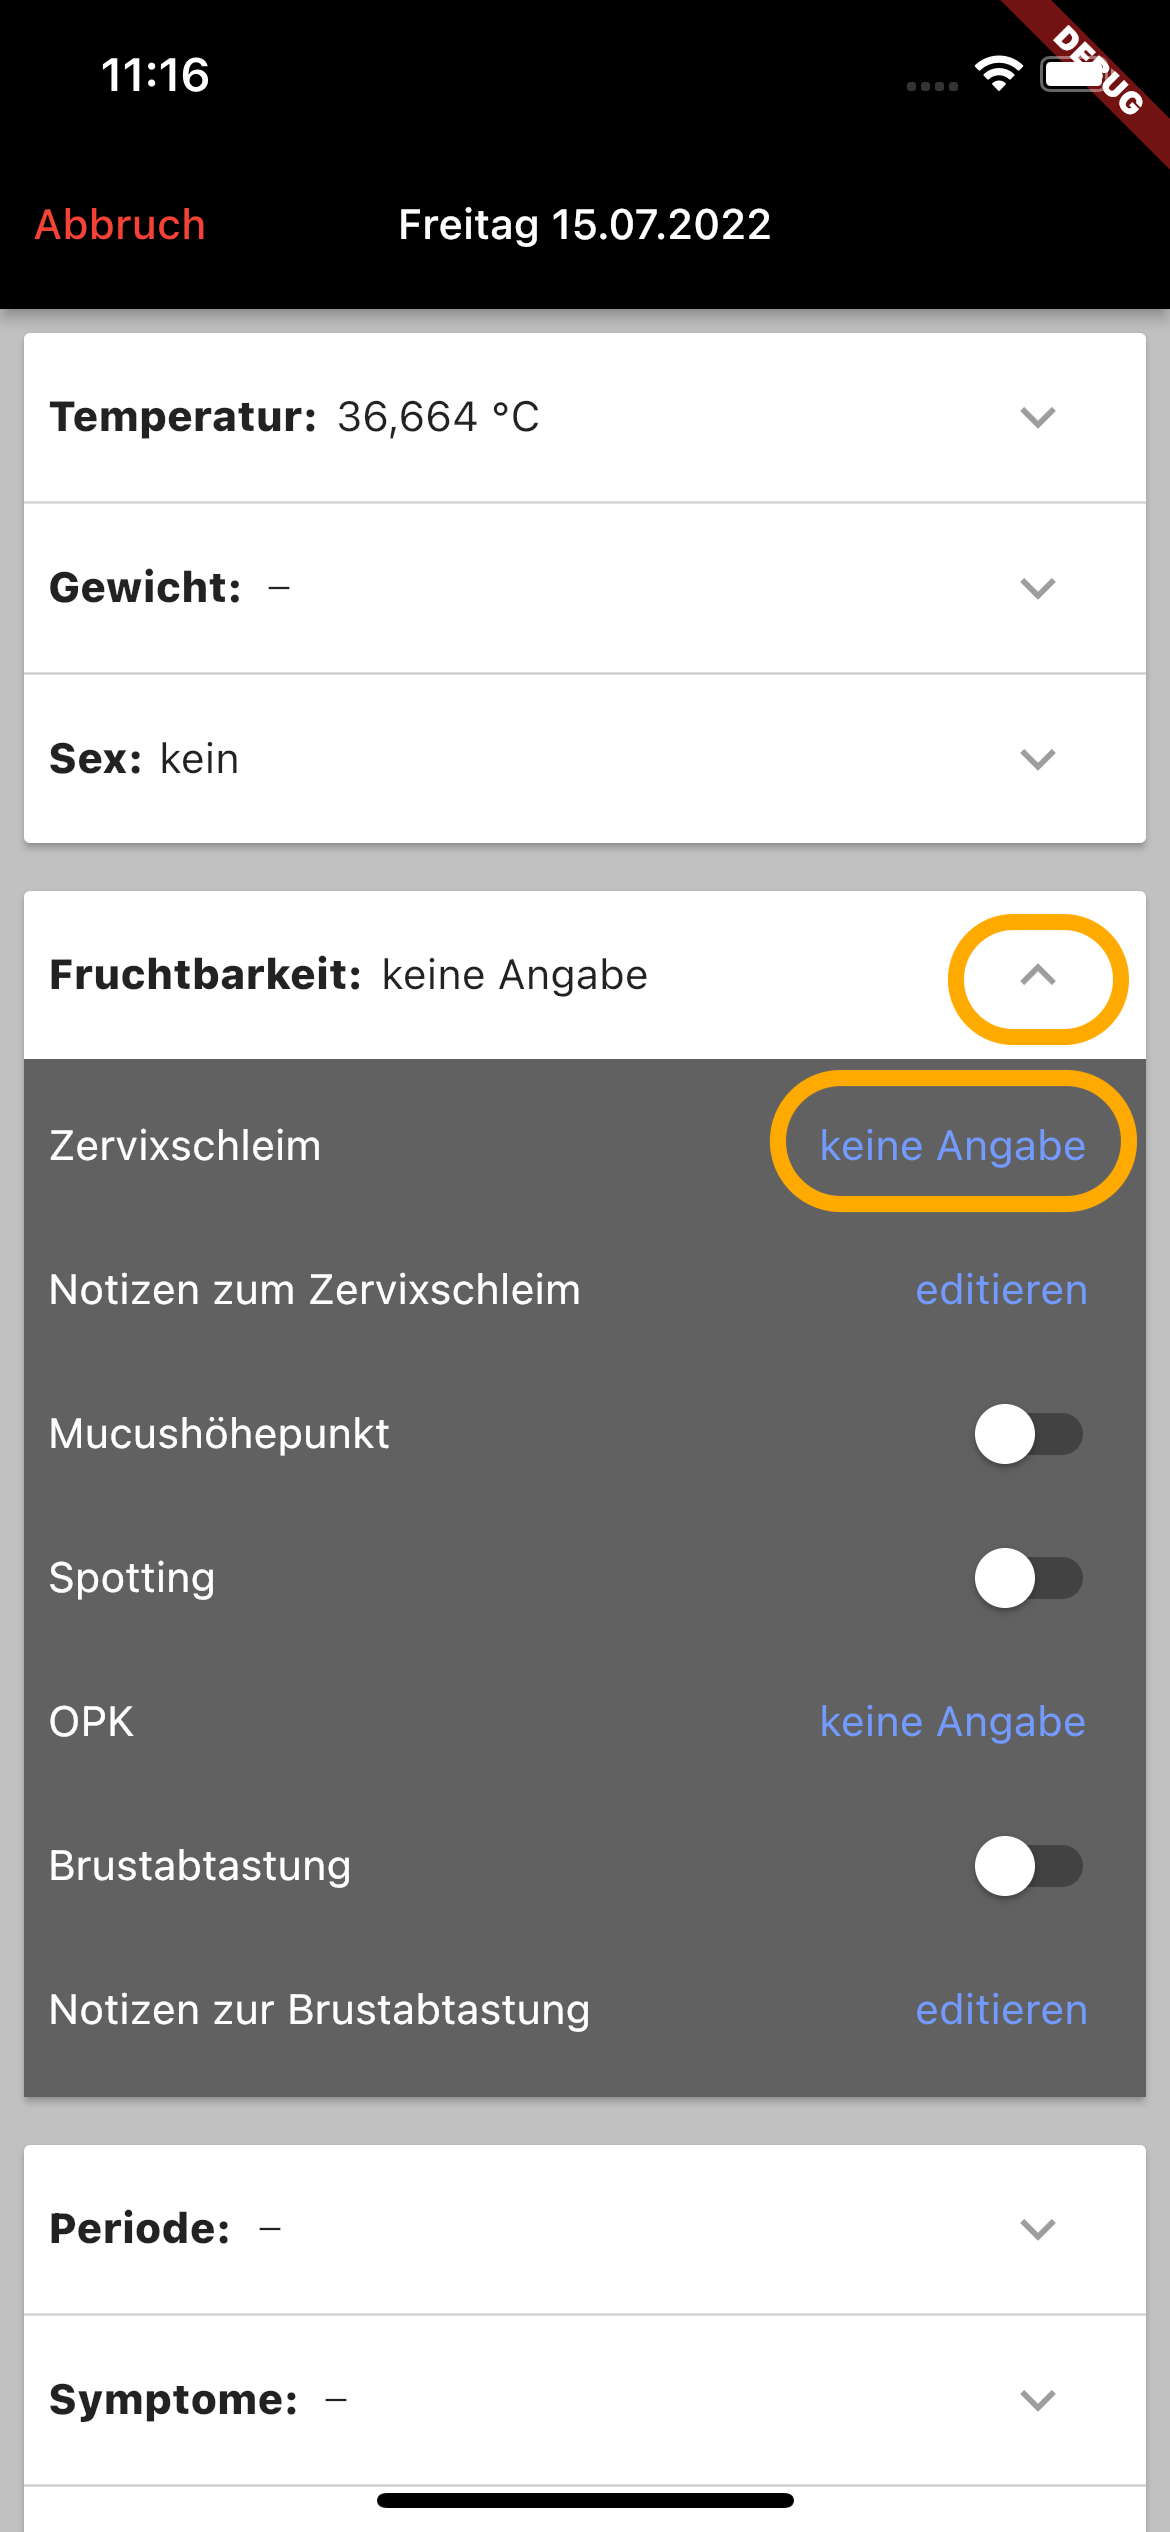 11:16
DEBUG
Abbruch
Freitag 15.07.2022
Temperatur: 36,664 °C
Gewicht: –
Sex: kein
Fruchtbarkeit: keine Angabe
Zervixschleim keine Angabe
Notizen zum Zervixschleim editieren
Mucushöhepunkt
Spotting
OPK keine Angabe
Brustabtastung
Notizen zur Brustabtastung editieren
Periode: –
Symptome: –